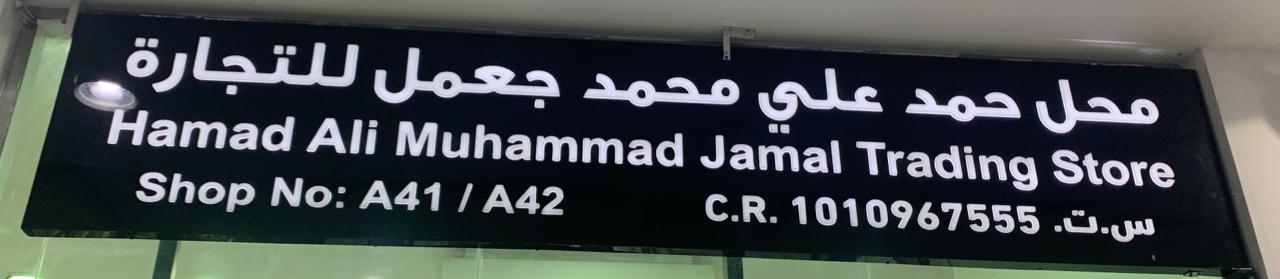 محل حمد علي محمد جعمل للتجارة
Hamad Ali Muhammad Jamal Trading Store
Shop No: A41 / A42 C.R. 1010967555 س.ت.